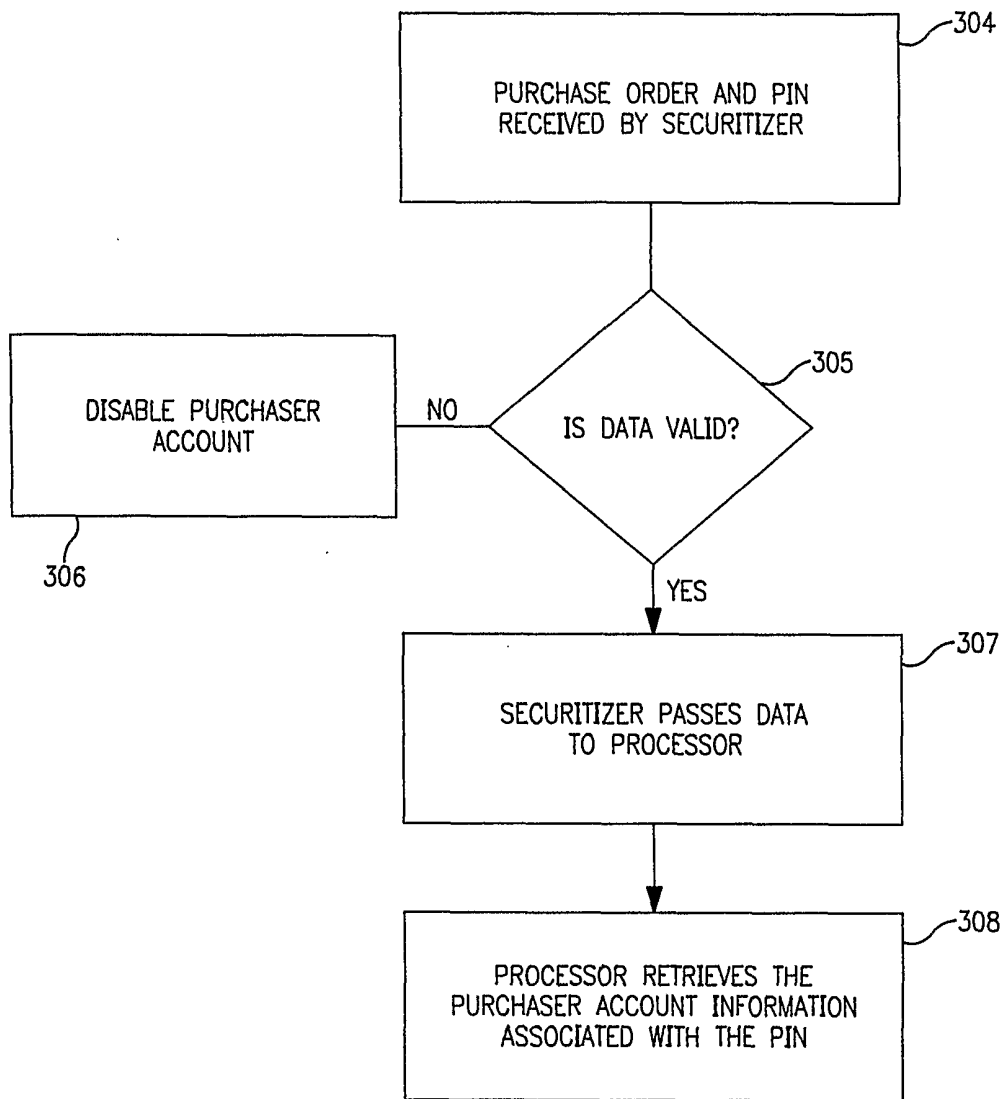 304
PURCHASE ORDER AND PIN
RECEIVED BY SECURITIZER
305
IS DATA VALID?
NO
DISABLE PURCHASER
ACCOUNT
306
YES
307
SECURITIZER PASSES DATA
TO PROCESSOR
308
PROCESSOR RETRIEVES THE
PURCHASER ACCOUNT INFORMATION
ASSOCIATED WITH THE PIN